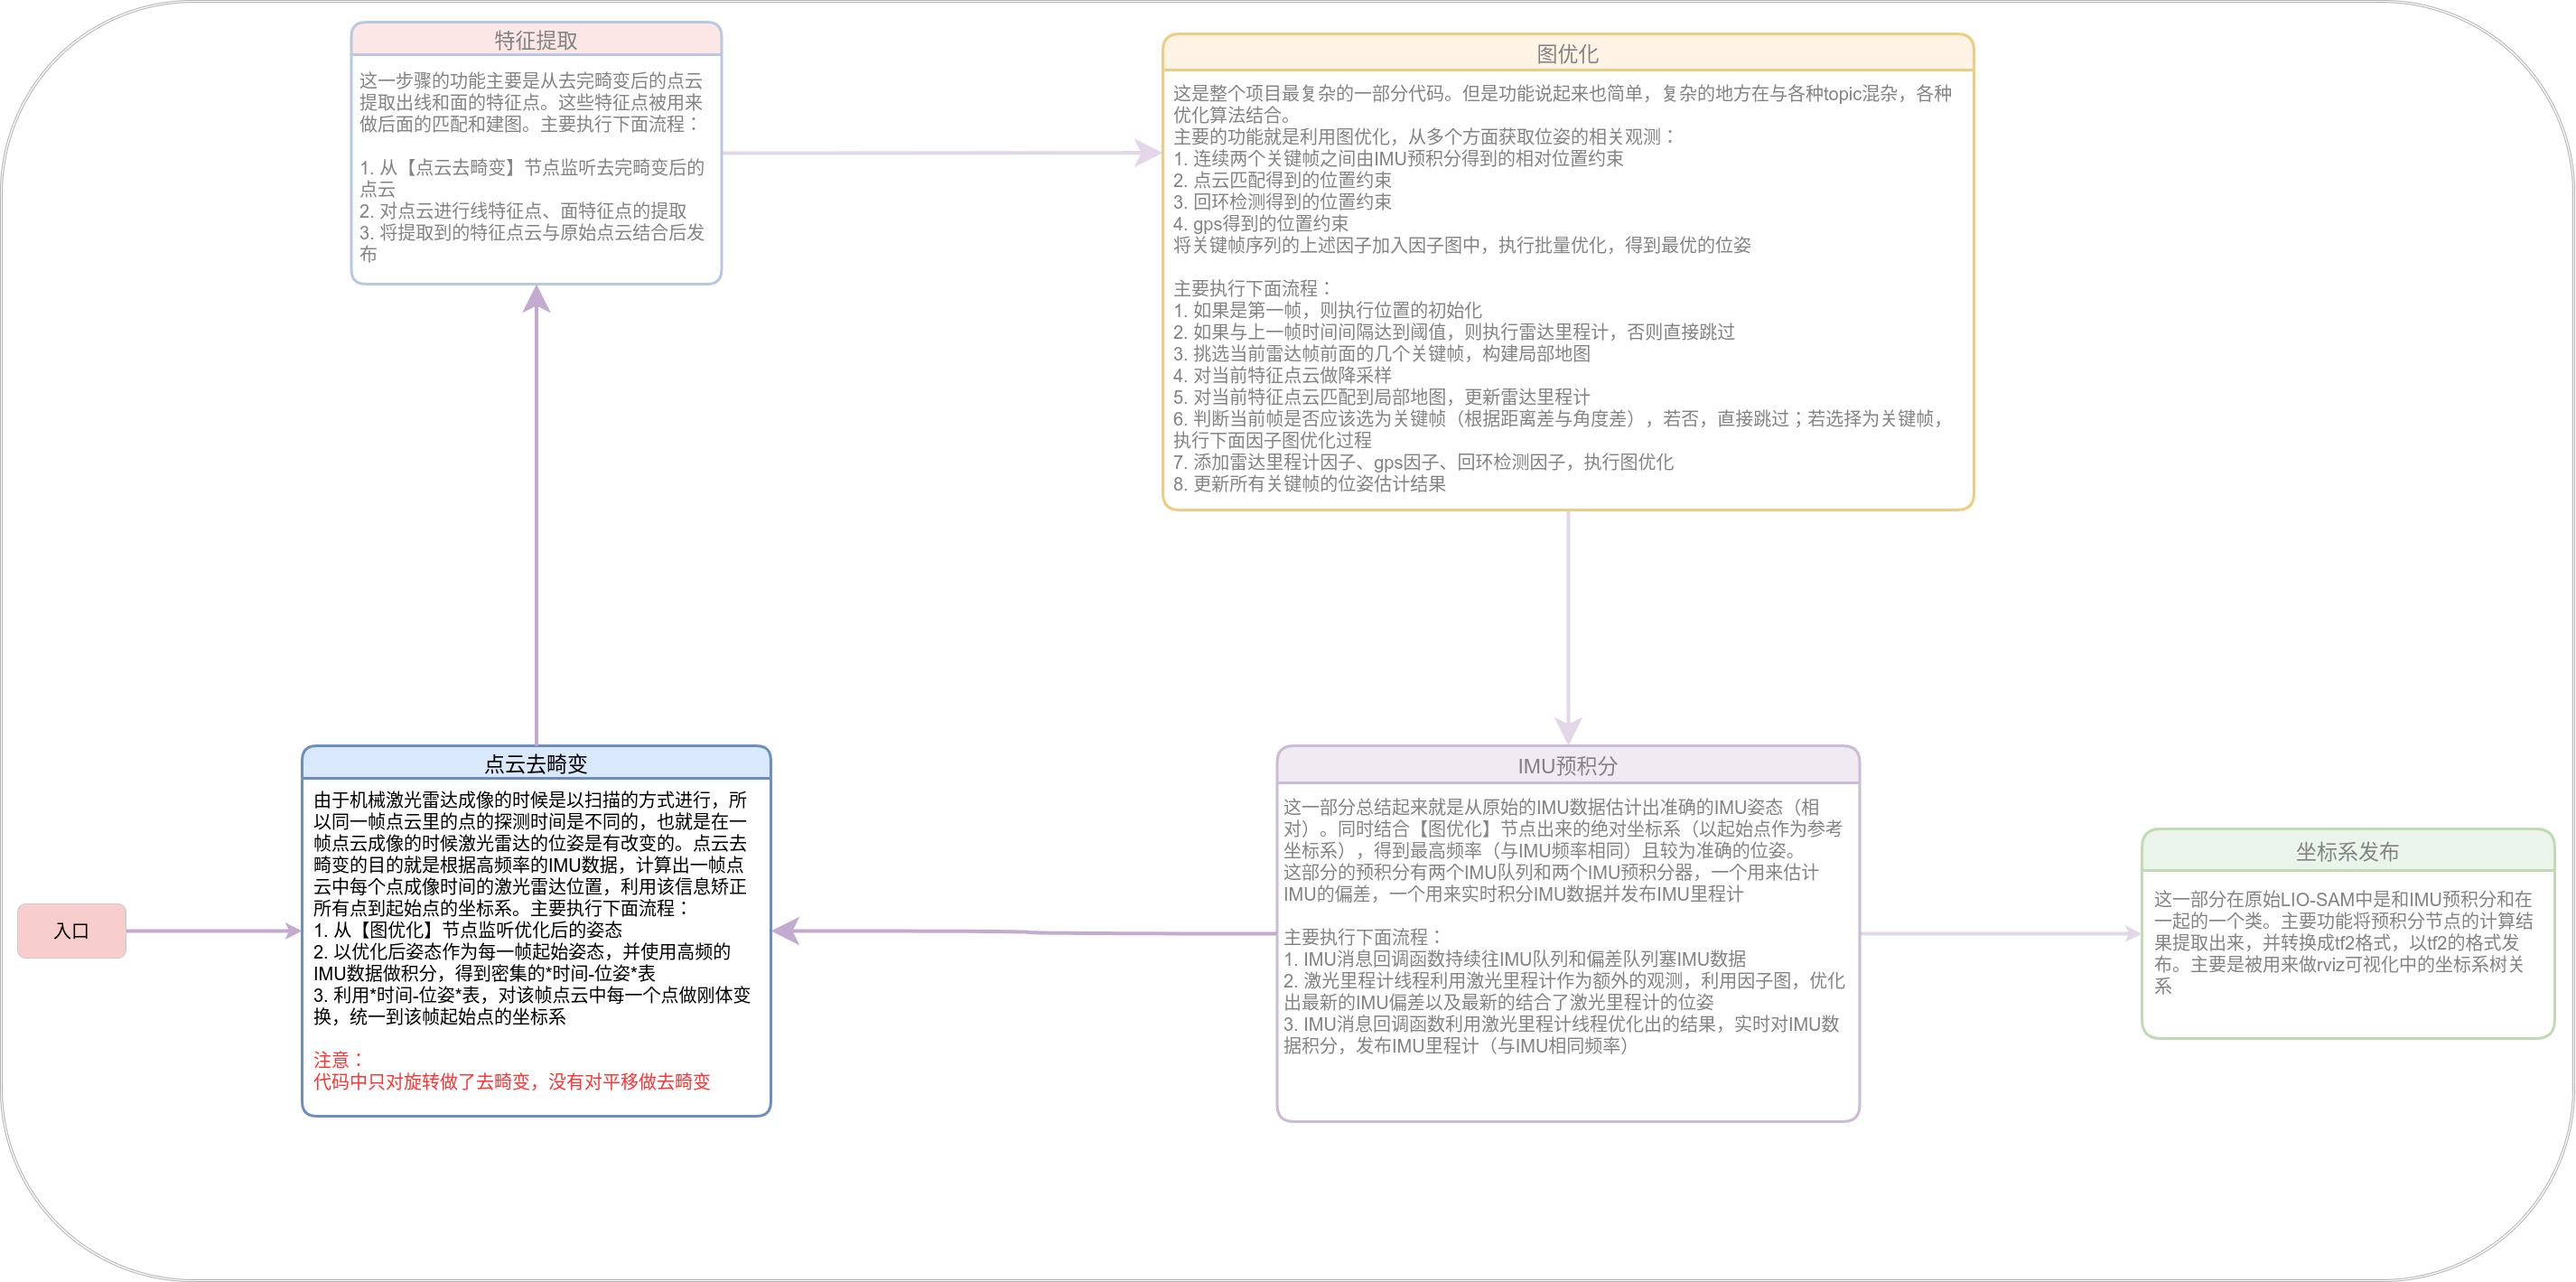 特征提取
这一步骤的功能主要是从去完畸变后的点云
提取出线和面的特征点。这些特征点被用来
做后面的匹配和建图。主要执行下面流程：
1. 从【点云去畸变】节点监听去完畸变后的
点云
2. 对点云进行线特征点、面特征点的提取
3. 将提取到的特征点云与原始点云结合后发
布
图优化
这是整个项目最复杂的一部分代码。但是功能说起来也简单，复杂的地方在与各种topic混杂，各种
优化算法结合。
主要的功能就是利用图优化，从多个方面获取位姿的相关观测：
1. 连续两个关键帧之间由IMU预积分得到的相对位置约束
2. 点云匹配得到的位置约束
3. 回环检测得到的位置约束
4. gps得到的位置约束
将关键帧序列的上述因子加入因子图中，执行批量优化，得到最优的位姿
主要执行下面流程：
1. 如果是第一帧，则执行位置的初始化
2. 如果与上一帧时间间隔达到阈值，则执行雷达里程计，否则直接跳过
3. 挑选当前雷达帧前面的几个关键帧，构建局部地图
4. 对当前特征点云做降采样
5. 对当前特征点云匹配到局部地图，更新雷达里程计
6. 判断当前帧是否应该选为关键帧（根据距离差与角度差），若否，直接跳过；若选择为关键帧，
执行下面因子图优化过程
7. 添加雷达里程计因子、gps因子、回环检测因子，执行图优化
8. 更新所有关键帧的位姿估计结果
入口
点云去畸变
由于机械激光雷达成像的时候是以扫描的方式进行，所
以同一帧点云里的点的探测时间是不同的，也就是在一
帧点云成像的时候激光雷达的位姿是有改变的。点云去
畸变的目的就是根据高频率的IMU数据，计算出一帧点
云中每个点成像时间的激光雷达位置，利用该信息矫正
所有点到起始点的坐标系。主要执行下面流程：
1. 从【图优化】节点监听优化后的姿态
2. 以优化后姿态作为每一帧起始姿态，并使用高频的
IMU数据做积分，得到密集的*时间-位姿*表
3. 利用*时间-位姿*表，对该帧点云中每一个点做刚体变
换，统一到该帧起始点的坐标系
注意：
代码中只对旋转做了去畸变，没有对平移做去畸变
IMU预积分
这一部分总结起来就是从原始的IMU数据估计出准确的IMU姿态（相
对）。同时结合【图优化】节点出来的绝对坐标系（以起始点作为参考
坐标系），得到最高频率（与IMU频率相同）且较为准确的位姿。
这部分的预积分有两个IMU队列和两个IMU预积分器，一个用来估计
IMU的偏差，一个用来实时积分IMU数据并发布IMU里程计
主要执行下面流程：
1. IMU消息回调函数持续往IMU队列和偏差队列塞IMU数据
2. 激光里程计线程利用激光里程计作为额外的观测，利用因子图，优化
出最新的IMU偏差以及最新的结合了激光里程计的位姿
3. IMU消息回调函数利用激光里程计线程优化出的结果，实时对IMU数
据积分，发布IMU里程计（与IMU相同频率）
坐标系发布
这一部分在原始LIO-SAM中是和IMU预积分和在
一起的一个类。主要功能将预积分节点的计算结
果提取出来，并转换成tf2格式，以tf2的格式发
布。主要是被用来做rviz可视化中的坐标系树关
系